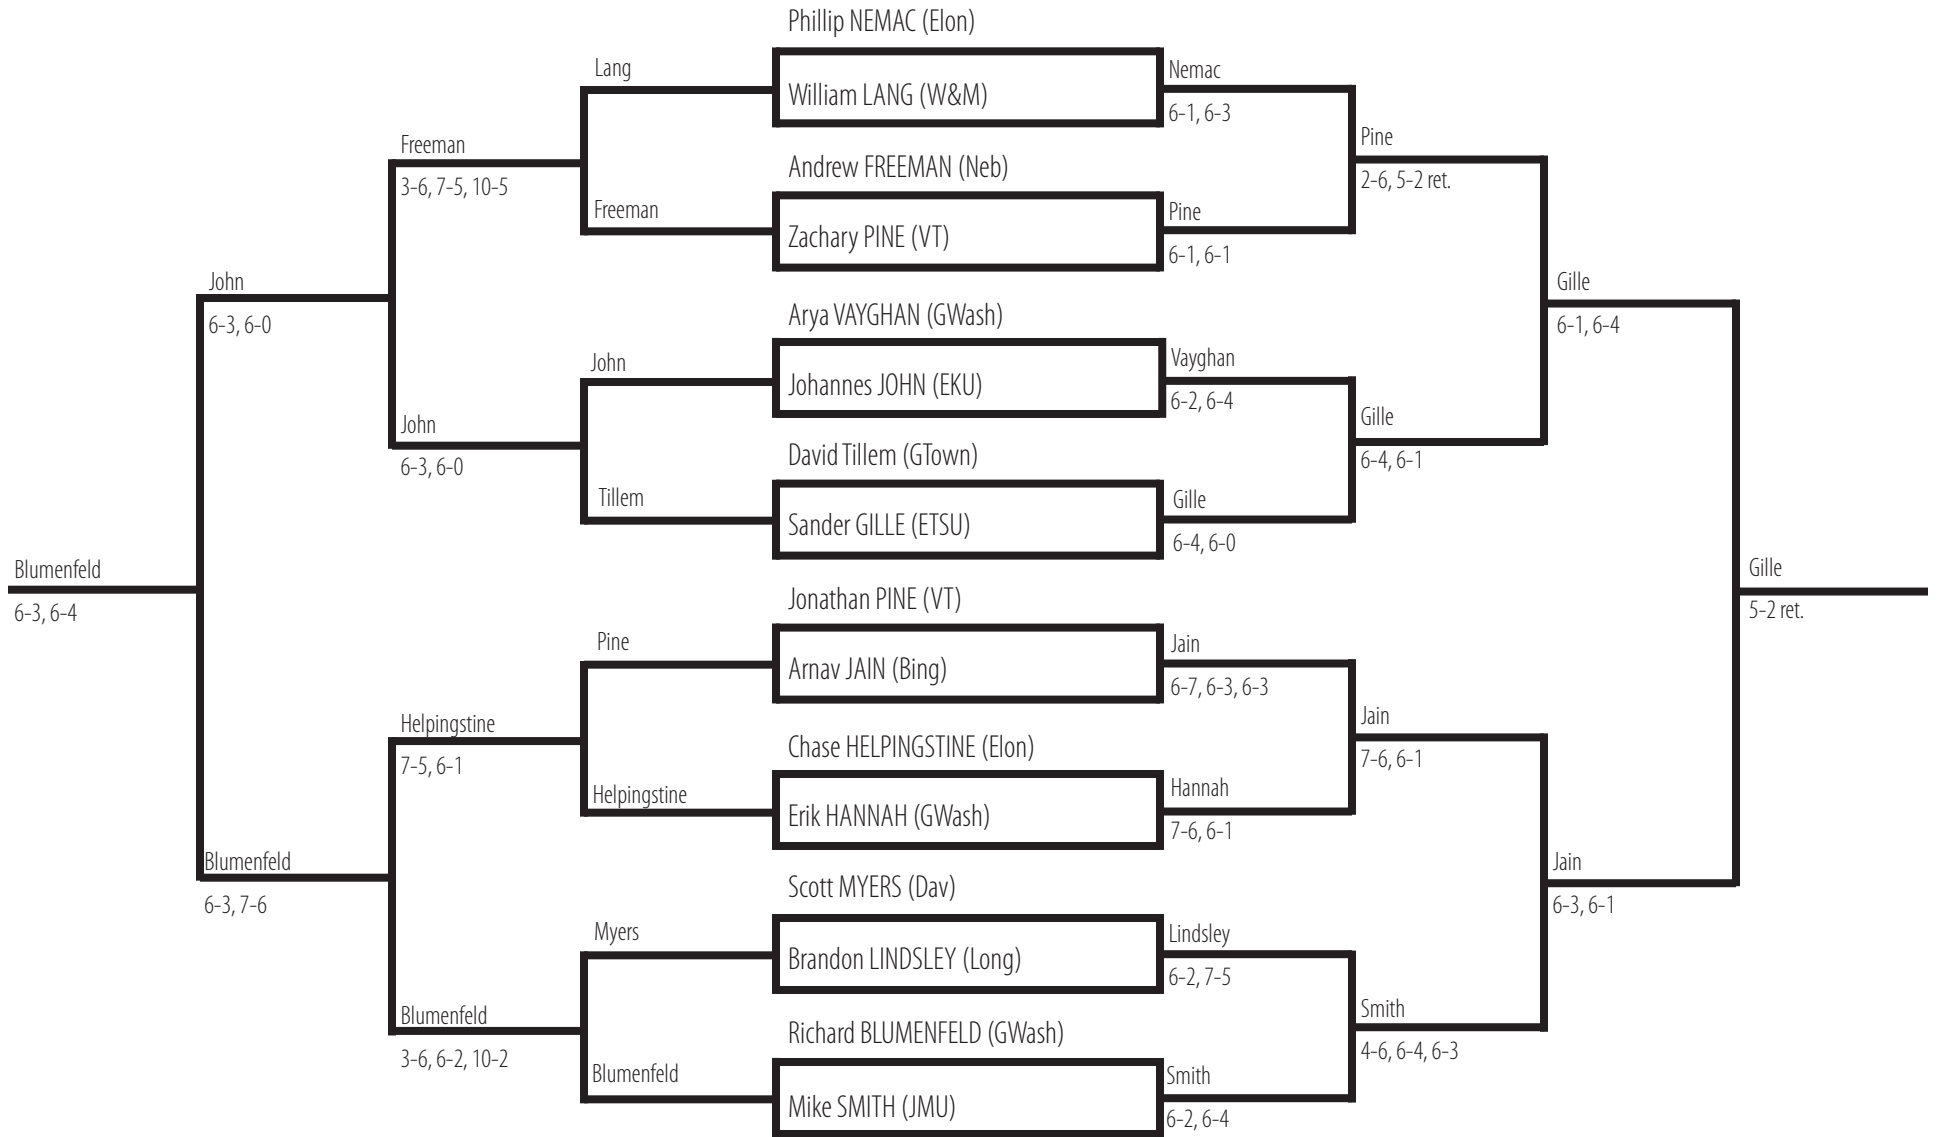 Phillip NEMAC (Elon)
Lang
William LANG (W&M)
Nemac
6-1, 6-3
Freeman
3-6, 7-5, 10-5
Andrew FREEMAN (Neb)
Pine
2-6, 5-2 ret.
Freeman
Zachary PINE (VT)
Pine
6-1, 6-1
John
6-3, 6-0
Arya VAYGHAN (GWash)
Gille
6-1, 6-4
John
Johannes JOHN (EKU)
Vayghan
6-2, 6-4
John
6-3, 6-0
David Tillem (GTown)
Gille
6-4, 6-1
Tillem
Sander GILLE (ETSU)
Gille
6-4, 6-0
Blumenfeld
6-3, 6-4
Jonathan PINE (VT)
Gille
5-2 ret.
Pine
Arnav JAIN (Bing)
Jain
6-7, 6-3, 6-3
Helpingstine
7-5, 6-1
Chase HELPINGSTINE (Elon)
Jain
7-6, 6-1
Helpingstine
Erik HANNAH (GWash)
Hannah
7-6, 6-1
Blumenfeld
6-3, 7-6
Scott MYERS (Dav)
Jain
6-3, 6-1
Myers
Brandon LINDSLEY (Long)
Lindsley
6-2, 7-5
Blumenfeld
3-6, 6-2, 10-2
Richard BLUMENFELD (GWash)
Smith
4-6, 6-4, 6-3
Blumenfeld
Mike SMITH (JMU)
Smith
6-2, 6-4